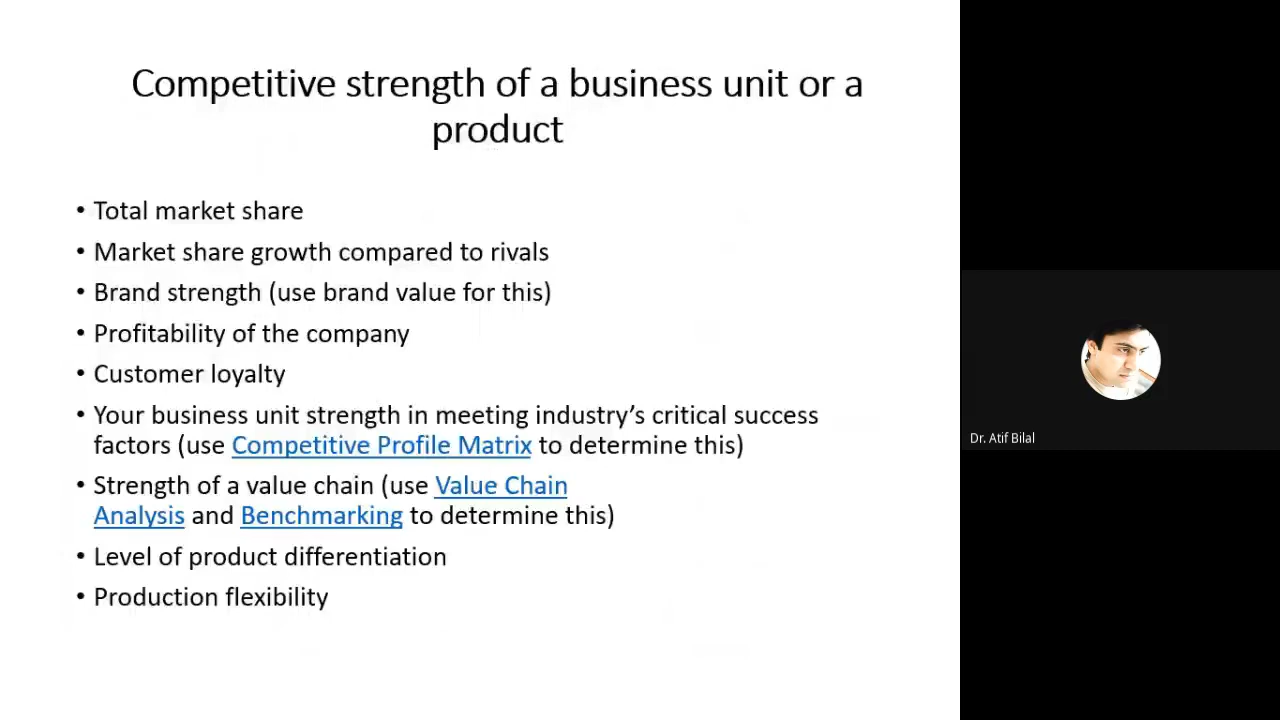 Competitive strength of a business unit or a
product
• Total market share
• Market share growth compared to rivals
• Brand strength (use brand value for this)
• Profitability of the company
• Customer loyalty
• Your business unit strength in meeting industry’s critical success
factors (use Competitive Profile Matrix to determine this)
• Strength of a value chain (use Value Chain
Analysis and Benchmarking to determine this)
• Level of product differentiation
• Production flexibility
Dr. Atif Bilal